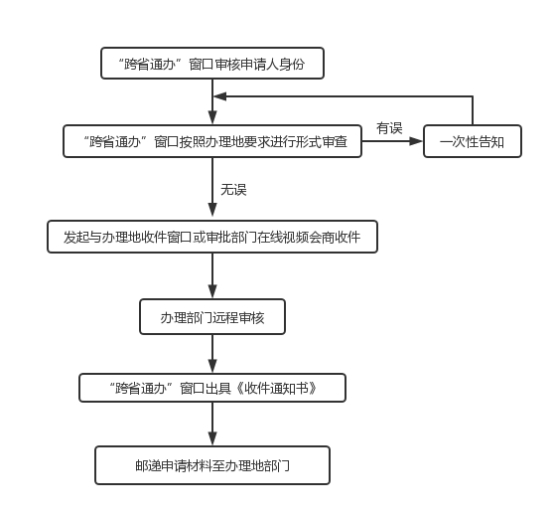 “跨省通办”窗口审核申请人身份
“跨省通办”窗口按照办理地要求进行形式审查
有误
一次性告知
无误
发起与办理地收件窗口或审批部门在线视频会商收件
办理部门远程审核
“跨省通办”窗口出具《收件通知书》
邮递申请材料至办理地部门